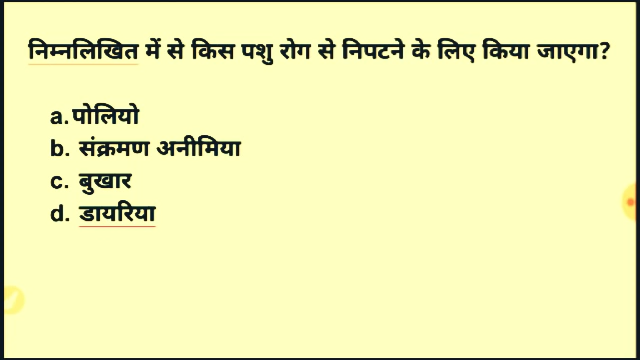 निम्नलिखित में से किस पशु रोग से निपटने के लिए किया जाएगा?
a. पोलियो
b. संक्रमण अनीमिया
c. बुखार
d. डायरिया